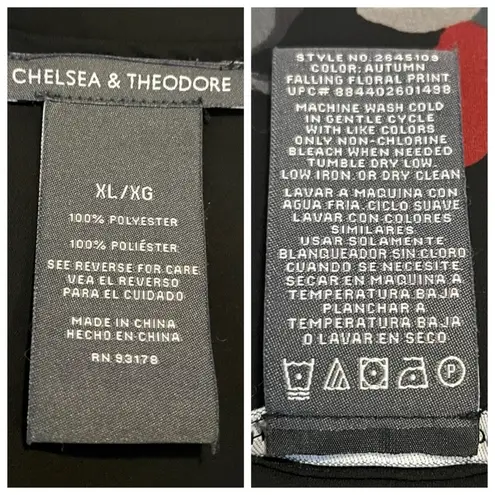 CHELSEA & THEODORE
XL/XG
100% POLYESTER
100% POLIÉSTER
SEE REVERSE FOR CARE
VEA EL REVERSO
PARA EL CUIDADO
MADE IN CHINA
HECHO EN CHINA
RN 93178
STYLE NO. 2645109
COLOR: AUTUMN
FALLING FLORAL PRINT
UPC# 884402601498
MACHINE WASH COLD
IN GENTLE CYCLE
WITH LIKE COLORS
ONLY NON-CHLORINE
BLEACH WHEN NEEDED
TUMBLE DRY LOW.
LOW IRON, OR DRY CLEAN
LAVAR A MAQUINA CON
AGUA FRIA. CICLO SUAVE
LAVAR CON COLORES
SIMILARES
USAR SOLAMENTE
BLANQUEADOR SIN CLORO
CUANDO SE NECESITE
SECAR EN MAQUINA A
TEMPERATURA BAJA
PLANCHAR A
TEMPERATURA BAJA
O LAVAR EN SECO
P